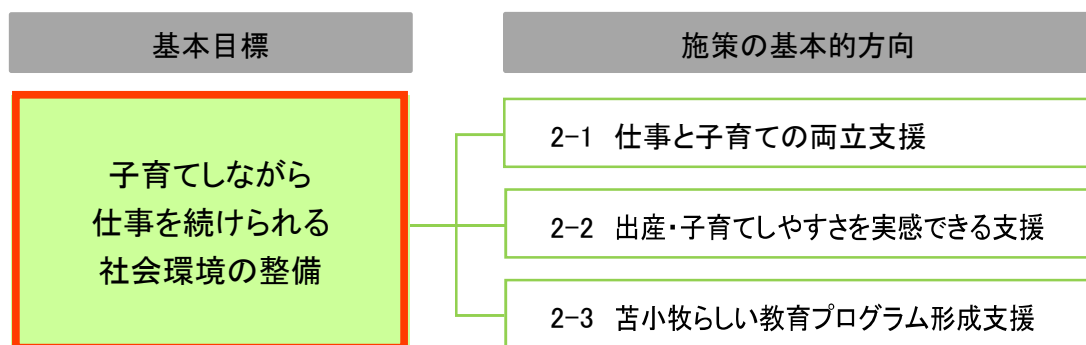 基本目標
施策の基本的方向
子育てしながら
仕事を続けられる
社会環境の整備
2-1 仕事と子育ての両立支援
2-2 出産・子育てしやすさを実感できる支援
2-3 苫小牧らしい教育プログラム形成支援